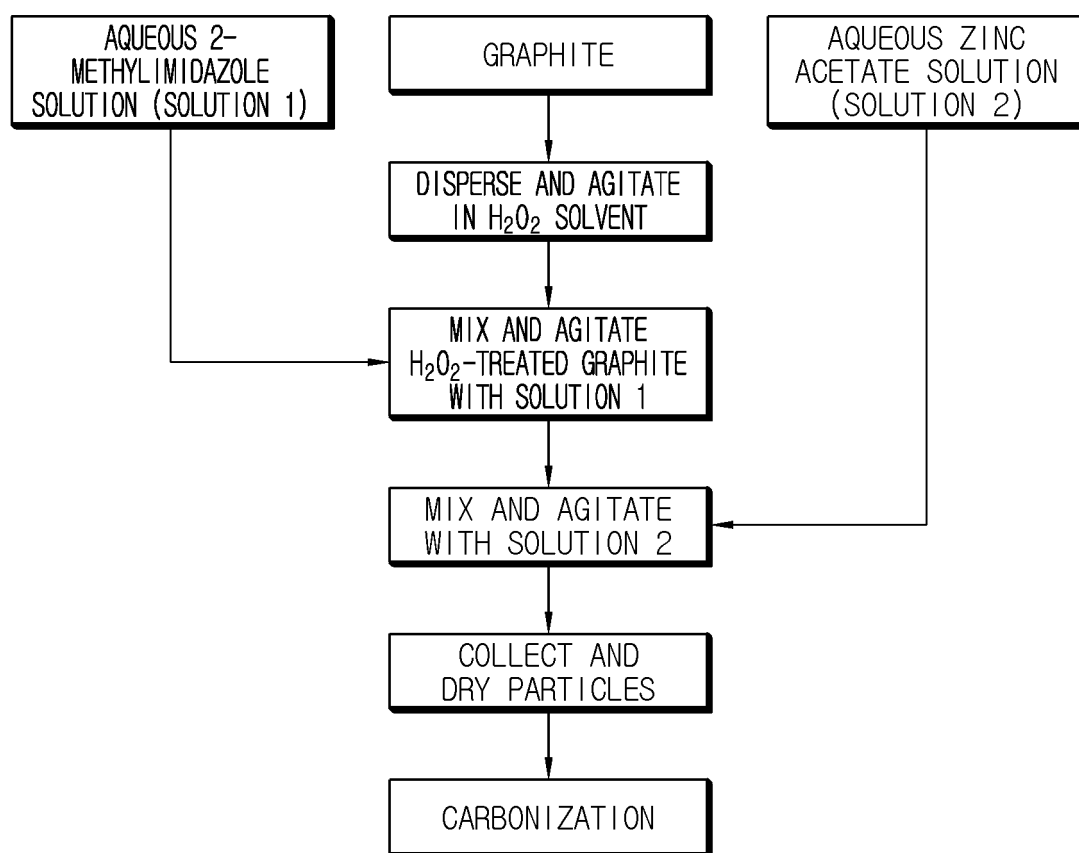 AQUEOUS 2-
METHYLIMIDAZOLE
SOLUTION (SOLUTION 1)
GRAPHITE
AQUEOUS ZINC
ACETATE SOLUTION
(SOLUTION 2)
DISPERSE AND AGITATE
IN H₂O₂ SOLVENT
MIX AND AGITATE
H₂O₂-TREATED GRAPHITE
WITH SOLUTION 1
MIX AND AGITATE
WITH SOLUTION 2
COLLECT AND
DRY PARTICLES
CARBONIZATION